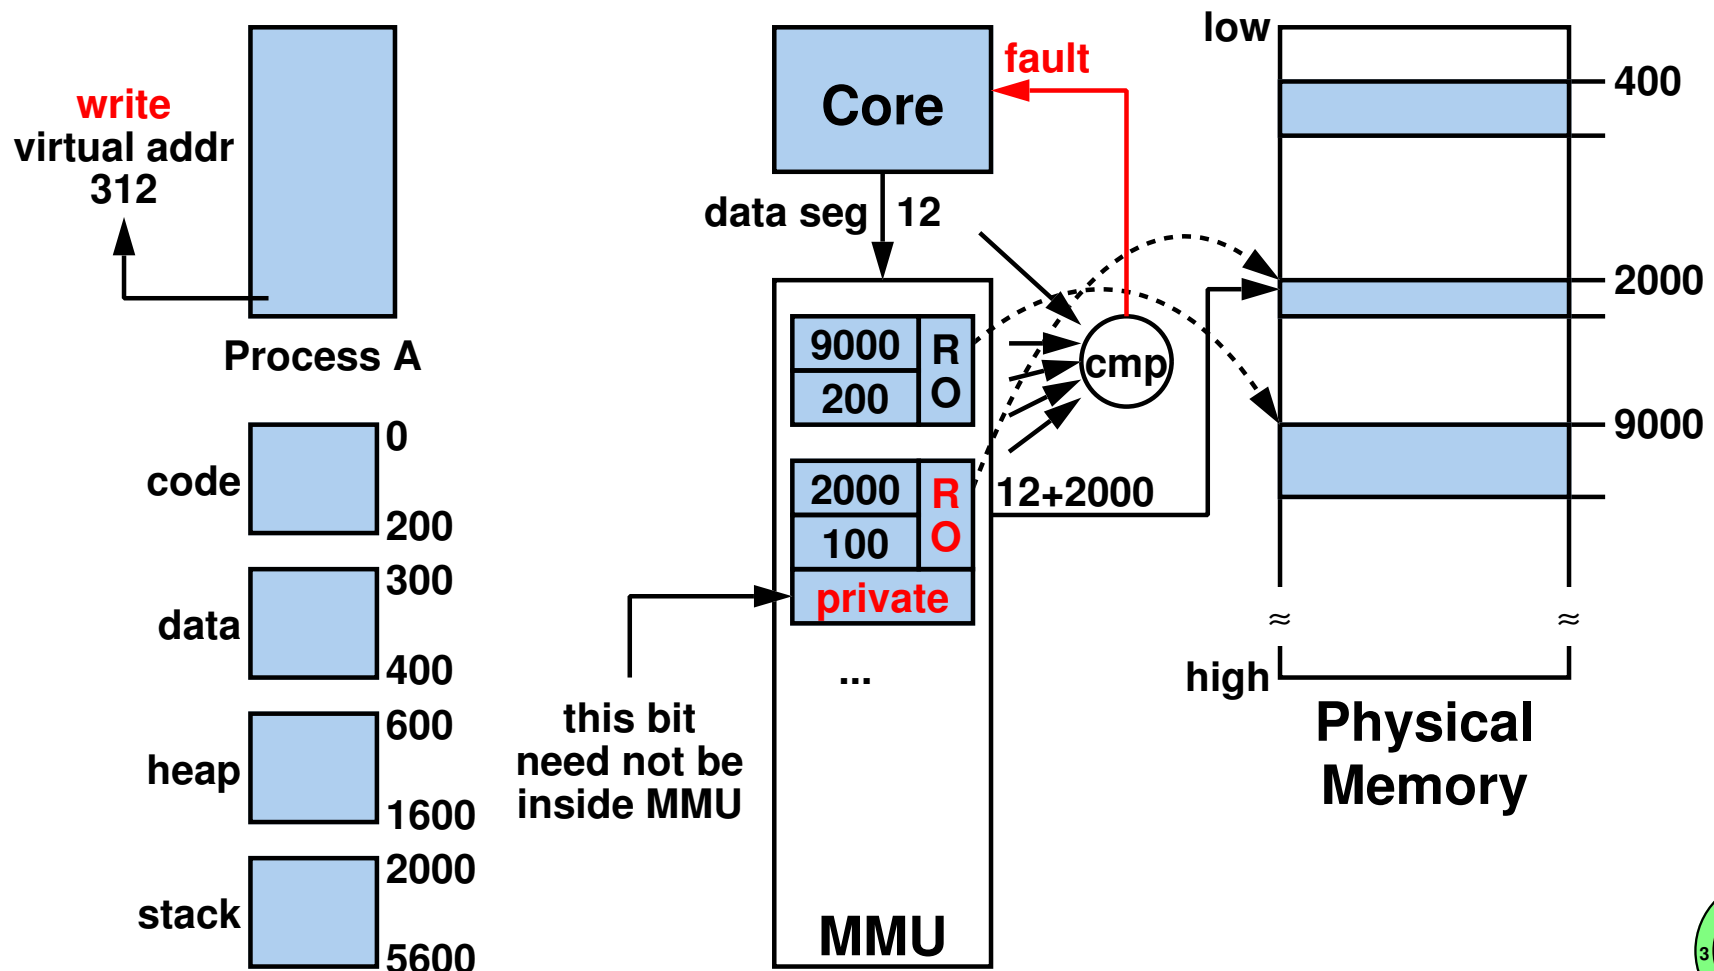 write
virtual addr
312
Process A
code
0
200
data
300
400
heap
600
1600
stack
2000
5600
Core
fault
data seg 12
9000
200
R
O
2000
100
R
O
private
...
cmp
12+2000
this bit
need not be
inside MMU
MMU
low
400
2000
9000
≈ ≈
high
Physical
Memory
3